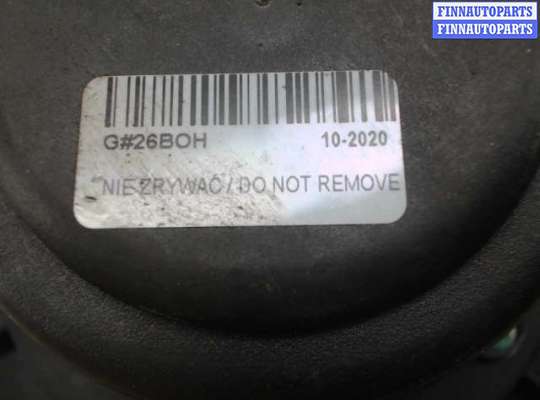 FINNAUTOPARTS
FINNAUTOPARTS
G#26BOH 10-2020
NIE ZRYWAĆ / DO NOT REMOVE